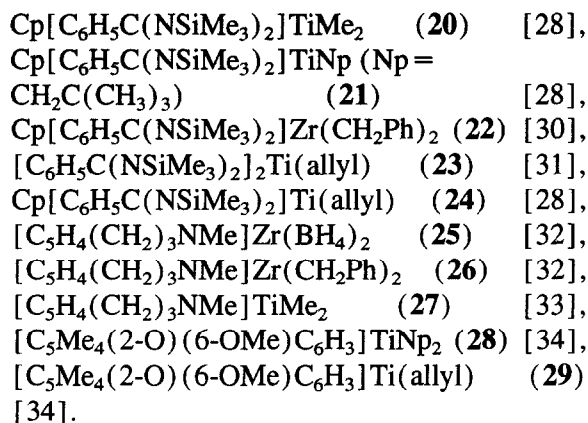 Cp[C₆H₅C(NSiMe₃)₂]TiMe₂ (20) [28],
Cp[C₆H₅C(NSiMe₃)₂]TiNp (Np=
CH₂C(CH₃)₃) (21) [28],
Cp[C₆H₅C(NSiMe₃)₂]Zr(CH₂Ph)₂ (22) [30],
[C₆H₅C(NSiMe₃)₂]₂Ti(allyl) (23) [31],
Cp[C₆H₅C(NSiMe₃)₂]Ti(allyl) (24) [28],
[C₅H₄(CH₂)₃NMe]Zr(BH₄)₂ (25) [32],
[C₅H₄(CH₂)₃NMe]Zr(CH₂Ph)₂ (26) [32],
[C₅H₄(CH₂)₃NMe]TiMe₂ (27) [33],
[C₅Me₄(2-O)(6-OMe)C₆H₃]TiNp₂ (28) [34],
[C₅Me₄(2-O)(6-OMe)C₆H₃]Ti(allyl) (29)
[34].